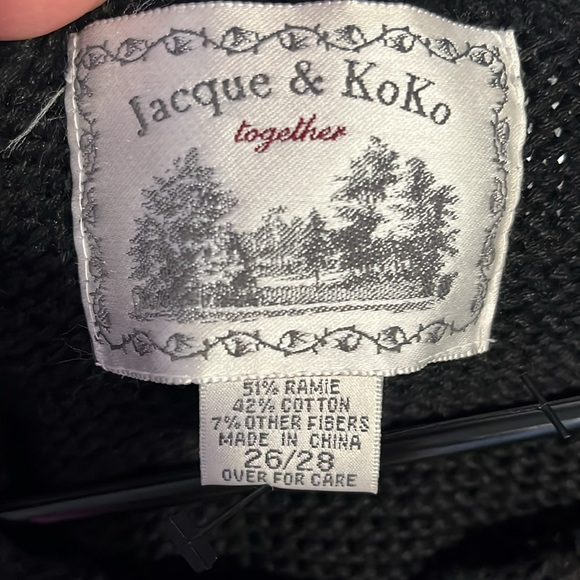 Jacque & KoKo
together
51% RAMIE
42% COTTON
7% OTHER FIBERS
MADE IN CHINA
26/28
OVER FOR CARE